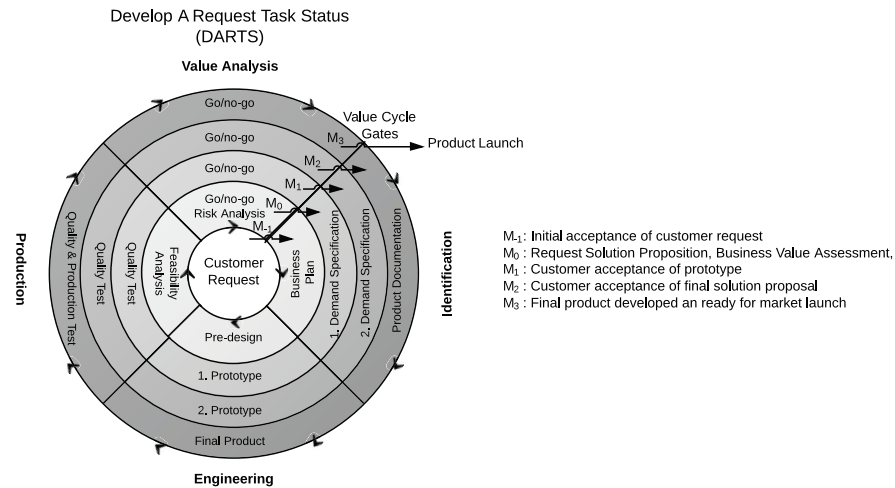 Develop A Request Task Status
(DARTS)
Value Analysis
Go/no-go
Go/no-go
Go/no-go
Go/no-go
Risk Analysis
Value Cycle
Gates
M3
M2
M1
M0
M-1
Product Launch
Production
Quality & Production Test
Quality Test
Quality Test
Feasibility
Analysis
Customer
Request
Business
Plan
1. Demand Specification
2. Demand Specification
Product Documentation
Identification
Pre-design
1. Prototype
2. Prototype
Final Product
Engineering
M-1: Initial acceptance of customer request
M0 : Request Solution Proposition, Business Value Assessment,
M1 : Customer acceptance of prototype
M2 : Customer acceptance of final solution proposal
M3 : Final product developed an ready for market launch